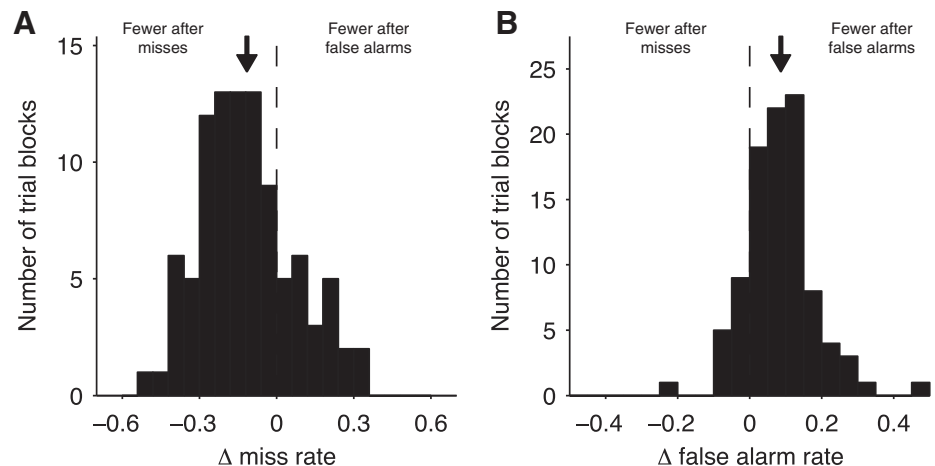 A
Fewer after
misses
Fewer after
false alarms
15
10
5
0
Number of trial blocks
−0.6
−0.3
0
0.3
0.6
Δ miss rate
B
Fewer after
misses
Fewer after
false alarms
25
20
15
10
5
0
Number of trial blocks
−0.4
−0.2
0
0.2
0.4
Δ false alarm rate